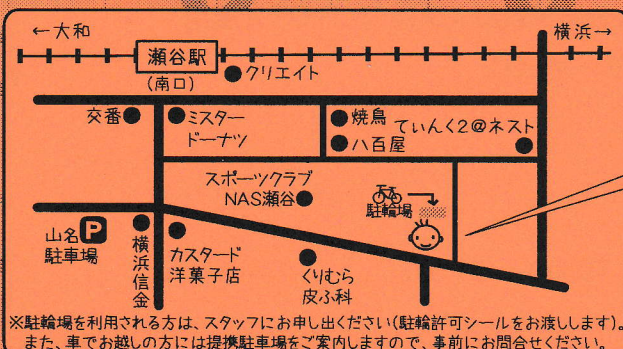 ←大和
横浜→
瀬谷駅
(南口)
クリエイト
交番
ミスター
ドーナツ
焼鳥
八百屋
てぃんく2@ネスト
スポーツクラブ
NAS瀬谷
駐輪場
山名
駐車場
P
横浜信金
カスタード
洋菓子店
くりむら
皮ふ科
※駐輪場を利用される方は、スタッフにお申し出ください(駐輪許可シールをお渡しします)。
また、車でお越しの方には提携駐車場をご案内しますので、事前にお問合せください。